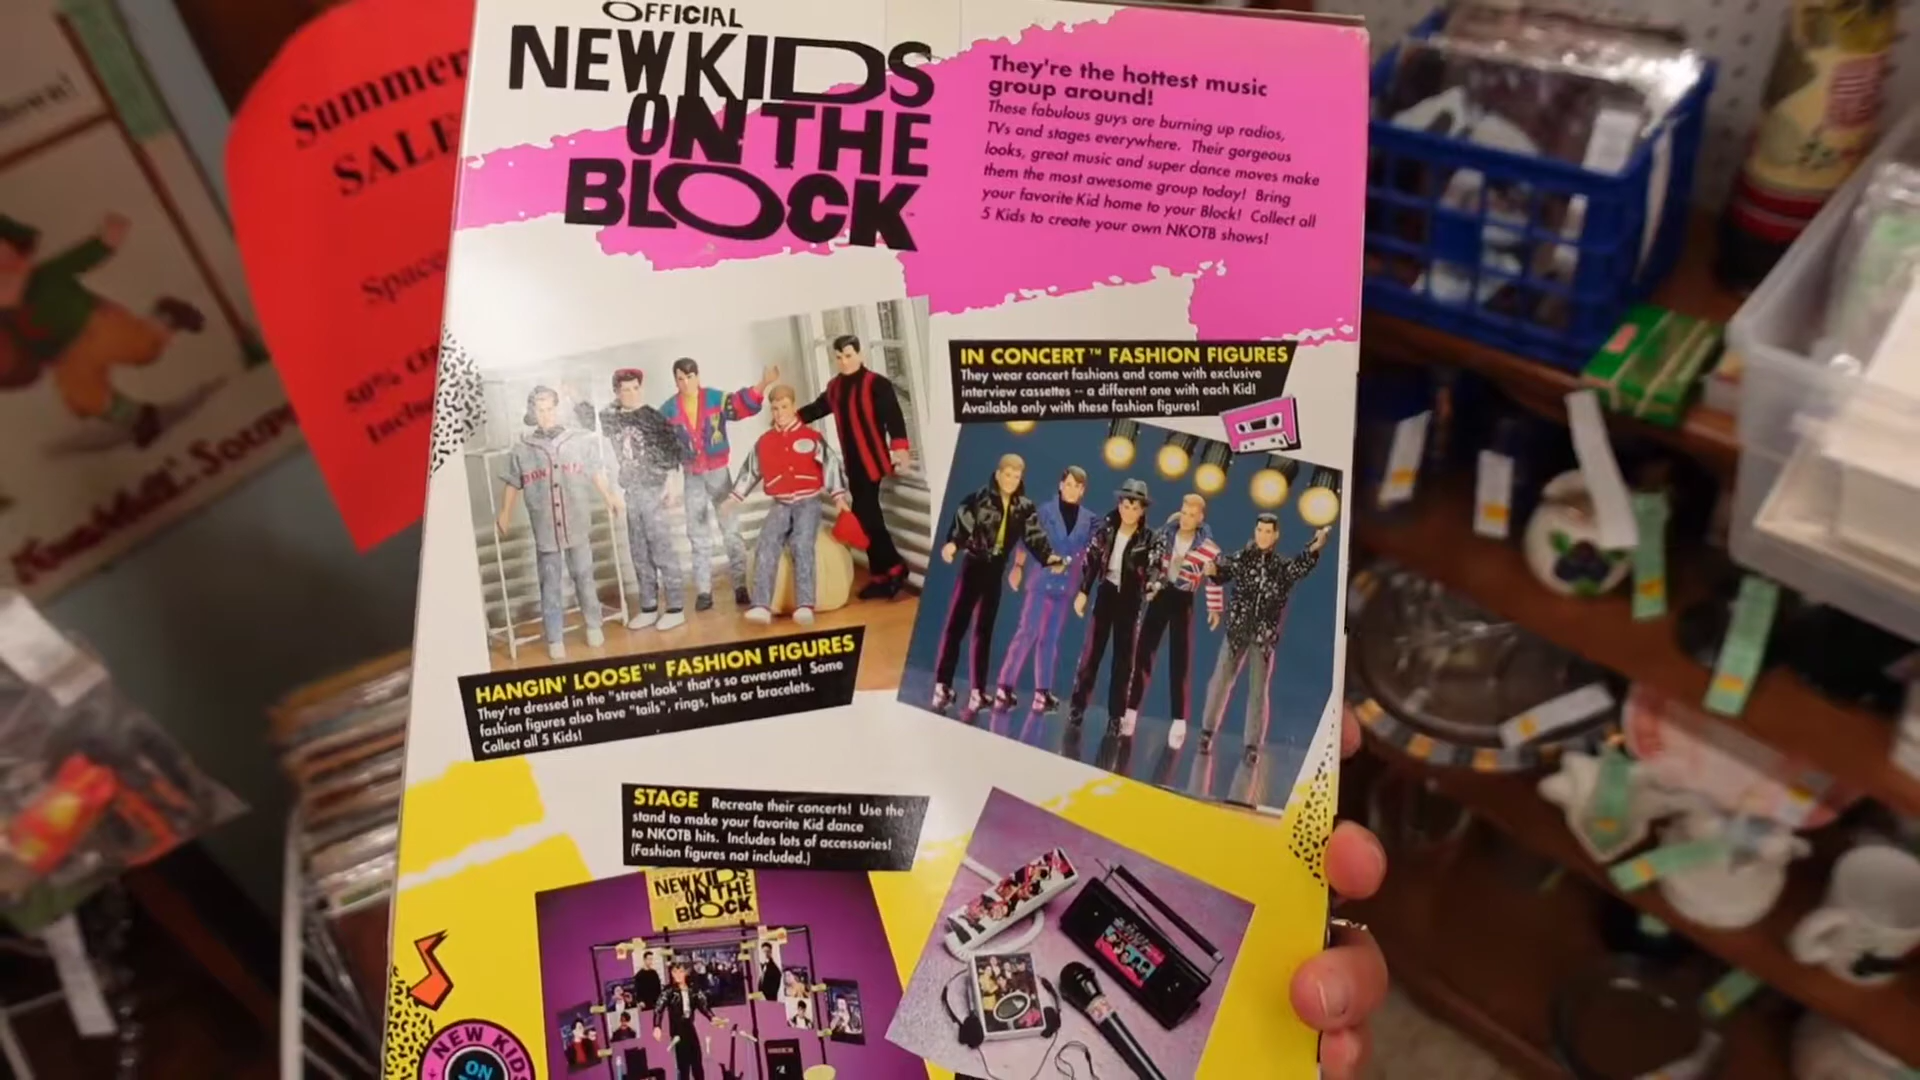 OFFICIAL
NEW KIDS
ON THE
BLOCK
They're the hottest music
group around!
These fabulous guys are burning up radios,
TVs and stages everywhere. Their gorgeous
looks, great music and super dance moves make
them the most awesome group today! Bring
your favorite Kid home to your Block! Collect all
5 Kids to create your own NKOTB shows!
IN CONCERT™ FASHION FIGURES
They wear concert fashions and come with exclusive
interview cassettes -- a different one with each Kid!
Available only with these fashion figures!
HANGIN' LOOSE™ FASHION FIGURES
They're dressed in the "street look" that's so awesome! Some
fashion figures also have "tails", rings, hats or bracelets.
Collect all 5 Kids!
STAGE Recreate their concerts! Use the
stand to make your favorite Kid dance
to NKOTB hits. Includes lots of accessories!
(Fashion figures not included.)
NEW KIDS
ON THE
BLOCK
NEW KIDS
ON
Summer
SALE
Space
50% O
Inclu